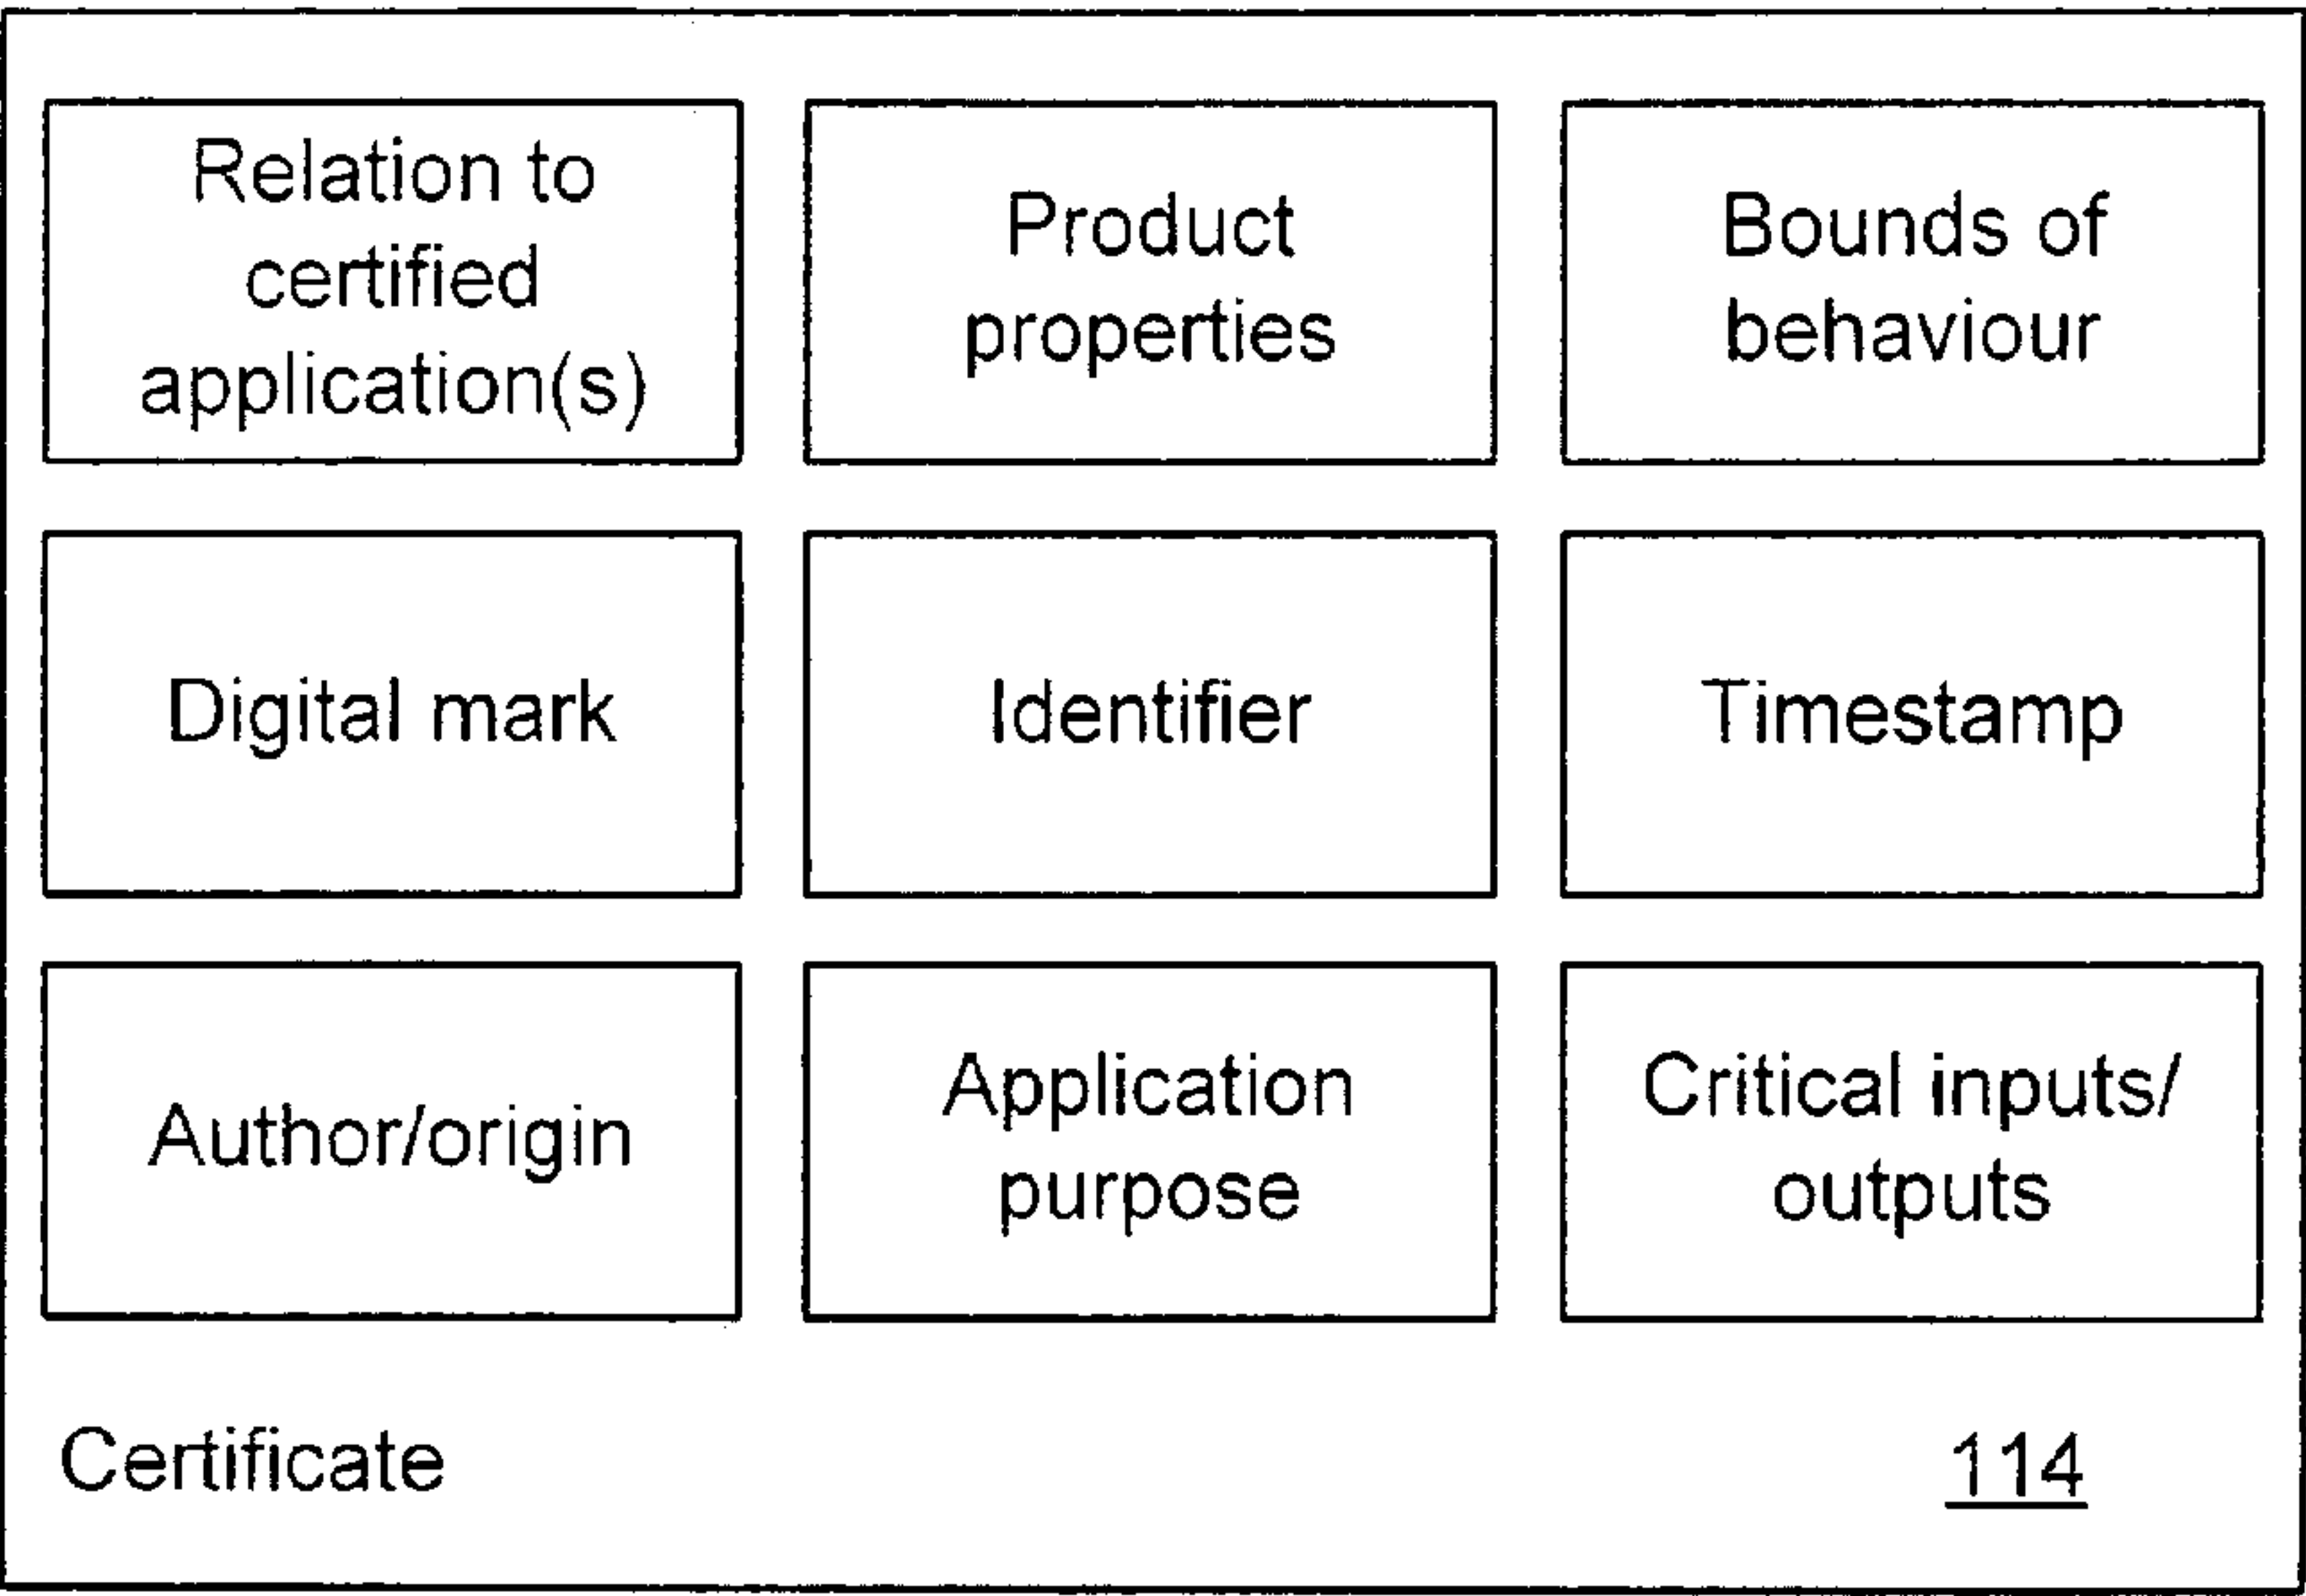 Relation to
certified
application(s)
Product
properties
Bounds of
behaviour
Digital mark
Identifier
Timestamp
Author/origin
Application
purpose
Critical inputs/
outputs
Certificate
114